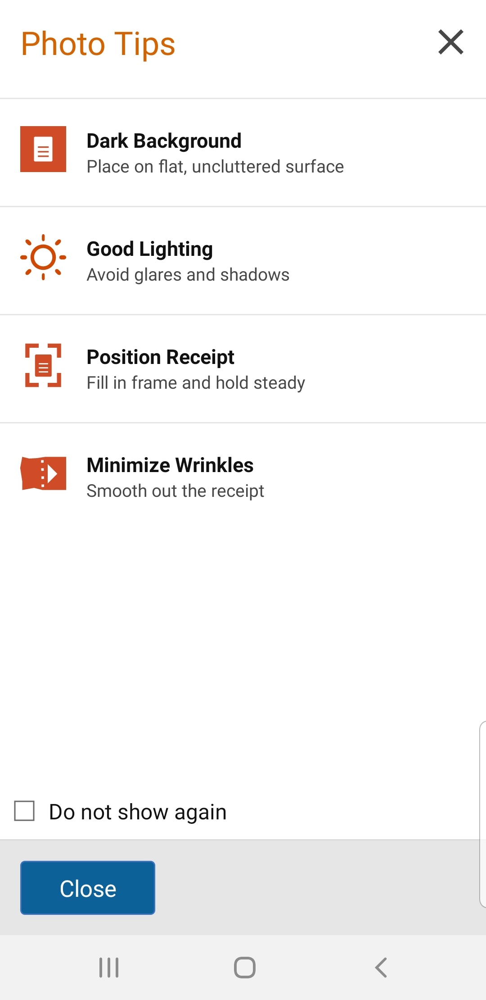 Photo Tips
Dark Background
Place on flat, uncluttered surface
Good Lighting
Avoid glares and shadows
Position Receipt
Fill in frame and hold steady
Minimize Wrinkles
Smooth out the receipt
Do not show again
Close